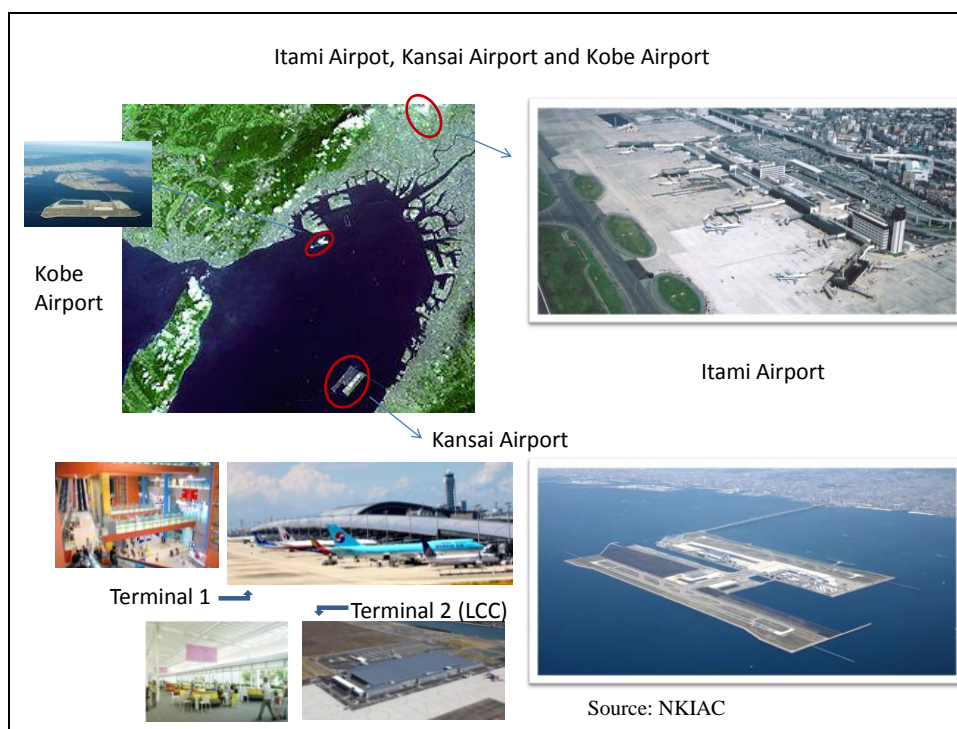 Itami Airpot, Kansai Airport and Kobe Airport
Kobe
Airport
Itami Airport
Kansai Airport
Terminal 1
Terminal 2 (LCC)
Source: NKIAC